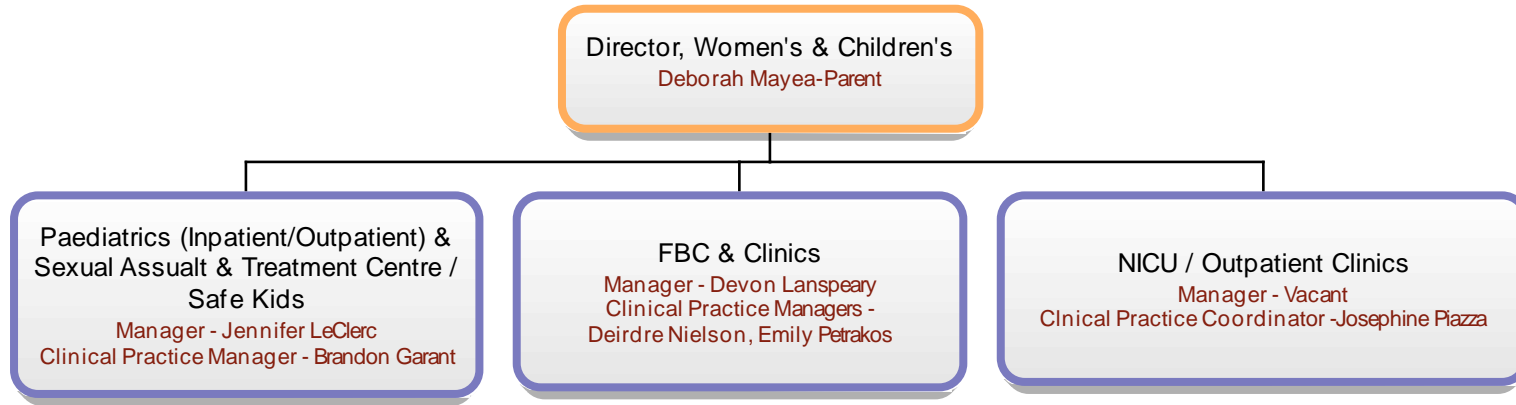 Director, Women's & Children's
Deborah Mayea-Parent
Paediatrics (Inpatient/Outpatient) &
Sexual Assualt & Treatment Centre /
Safe Kids
Manager - Jennifer LeClerc
Clinical Practice Manager - Brandon Garant
FBC & Clinics
Manager - Devon Lanspeary
Clinical Practice Managers -
Deirdre Nielson, Emily Petrakos
NICU / Outpatient Clinics
Manager - Vacant
Clnical Practice Coordinator -Josephine Piazza